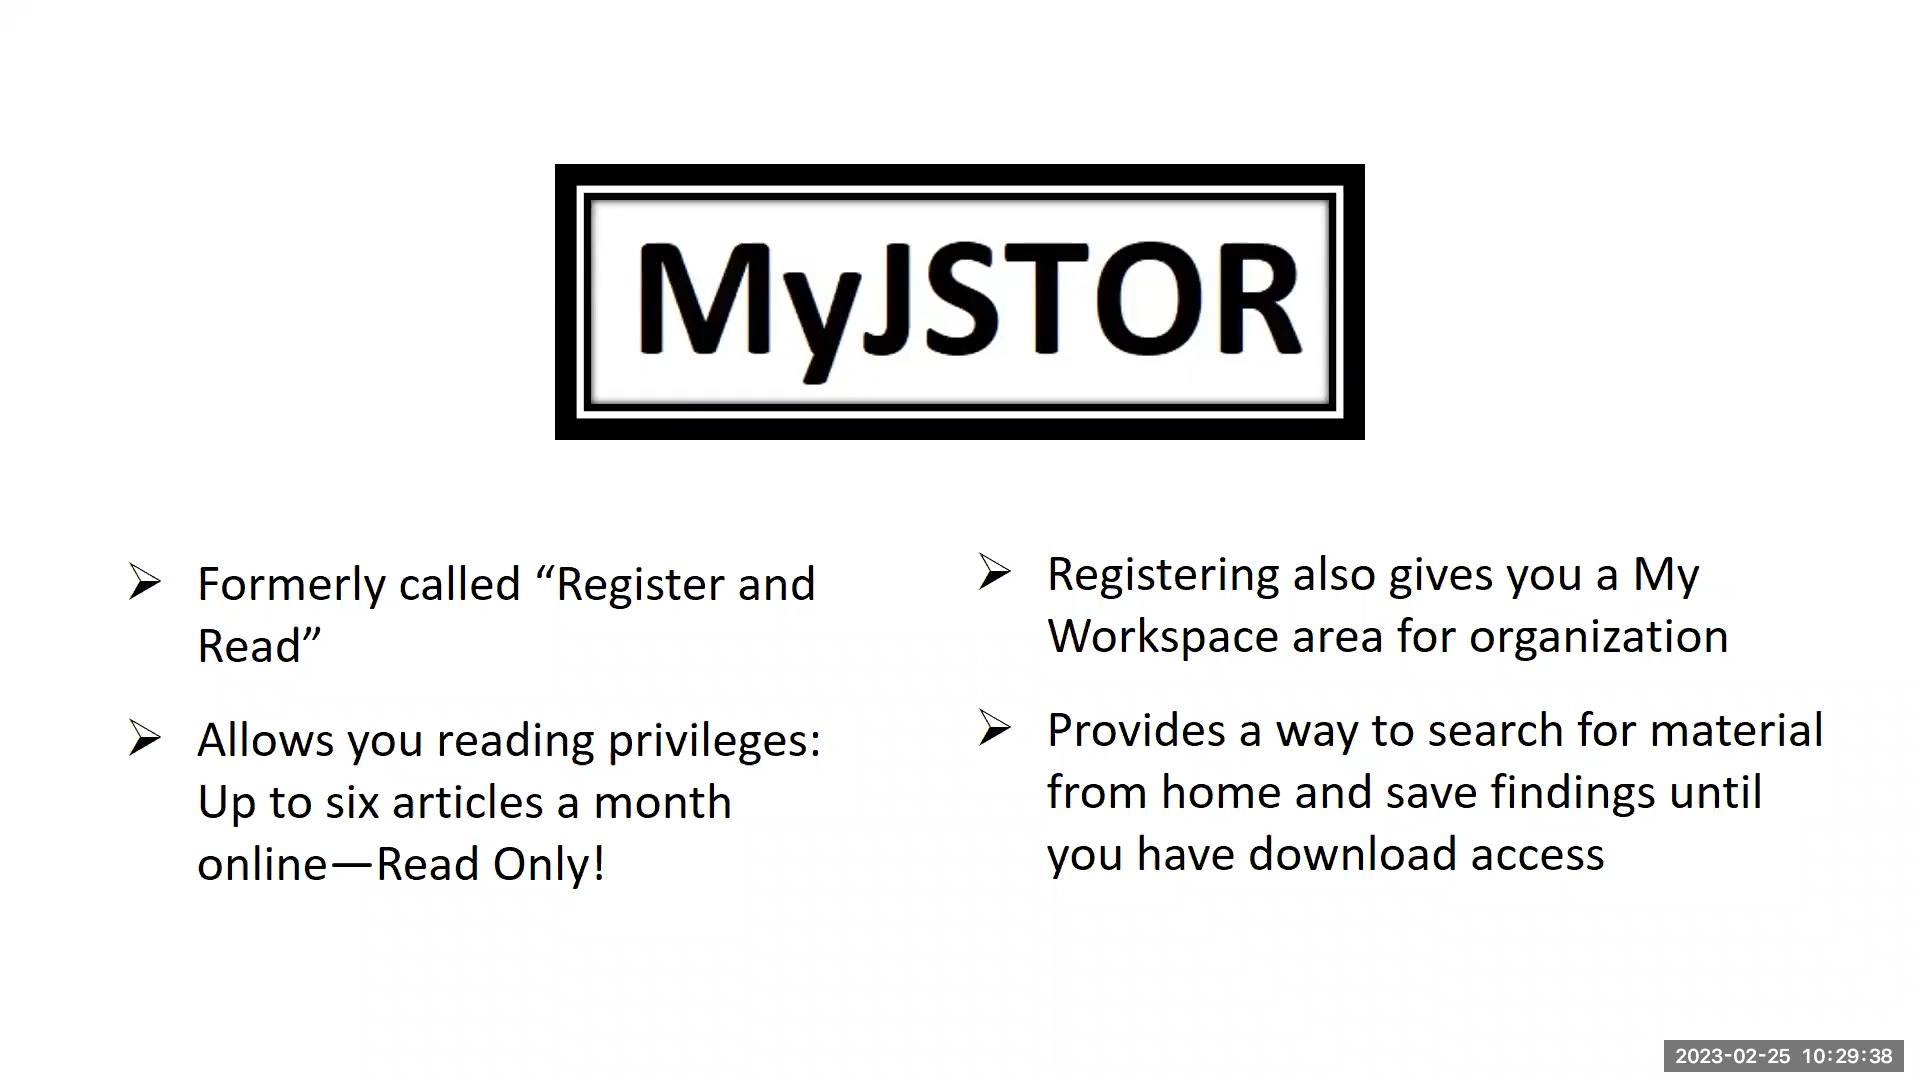 MyJSTOR
Formerly called “Register and
Read”
Allows you reading privileges:
Up to six articles a month
online—Read Only!
Registering also gives you a My
Workspace area for organization
Provides a way to search for material
from home and save findings until
you have download access
2023-02-25 10:29:38